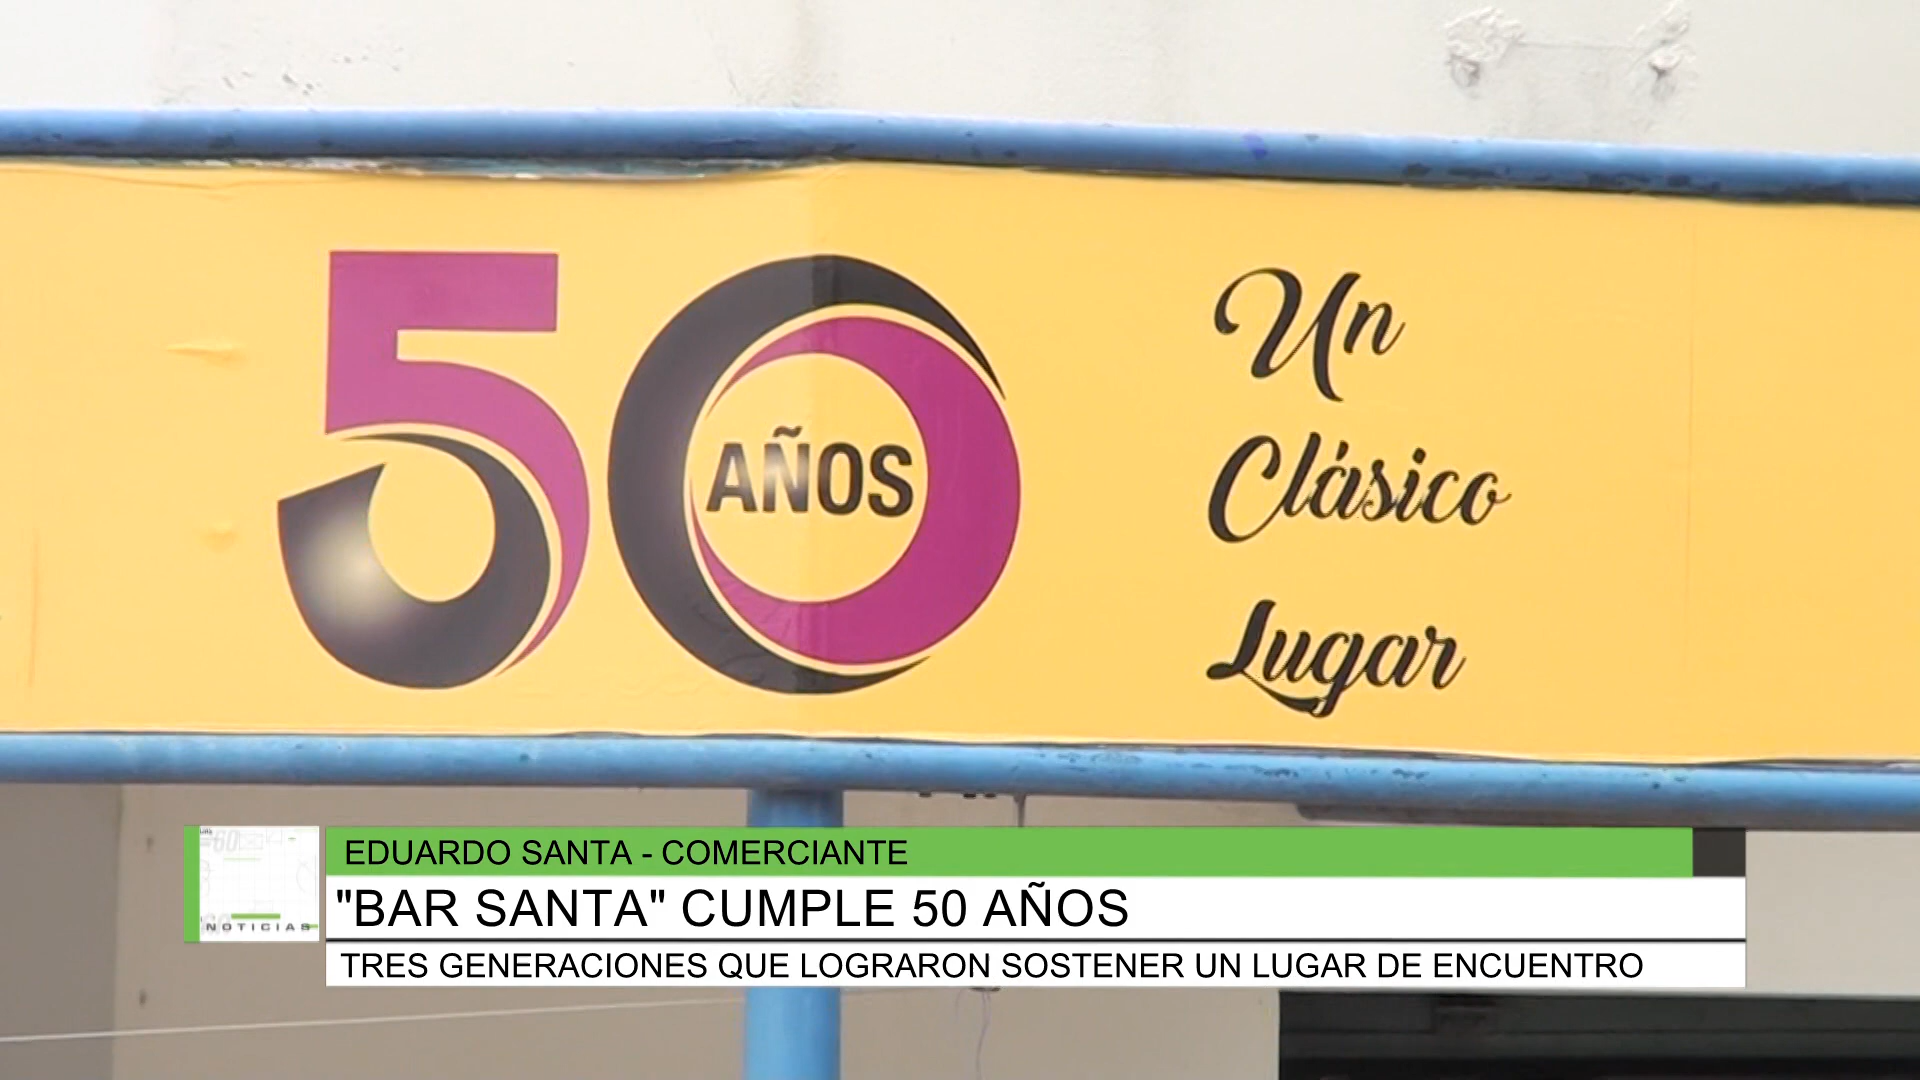 50
AÑOS
Un
Clásico
Lugar
EDUARDO SANTA - COMERCIANTE
"BAR SANTA" CUMPLE 50 AÑOS
NOTICIAS
TRES GENERACIONES QUE LOGRARON SOSTENER UN LUGAR DE ENCUENTRO